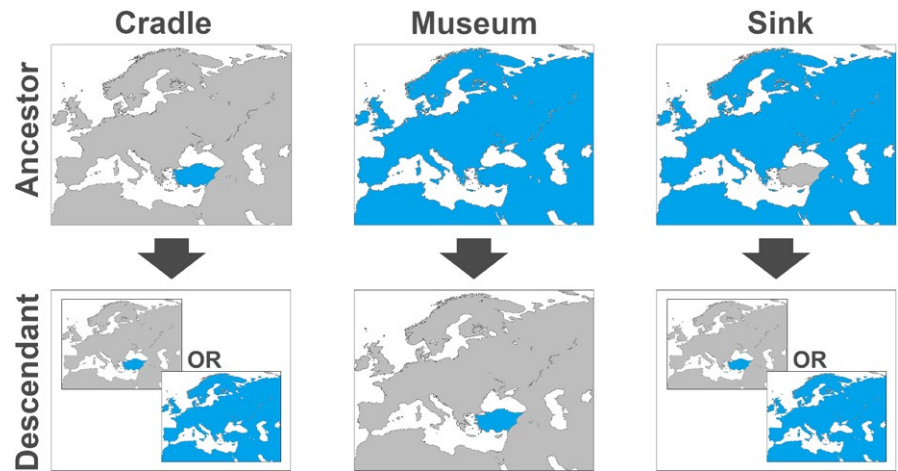 Cradle
Museum
Sink
Ancestor
Descendant
OR
OR